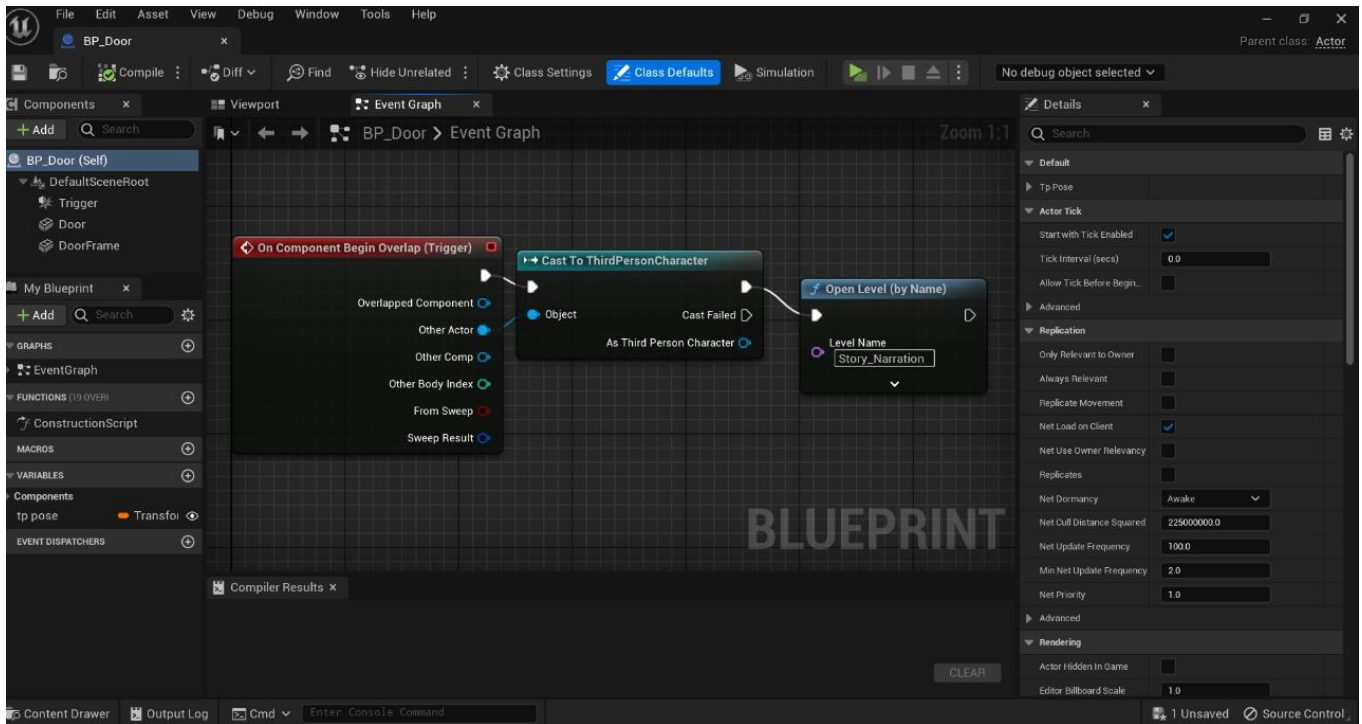 File Edit Asset View Debug Window Tools Help
BP_Door
Parent class: Actor
Compile Diff Find Hide Unrelated Class Settings Class Defaults Simulation No debug object selected
Components
Add Search
BP_Door (Self)
DefaultSceneRoot
Trigger
Door
DoorFrame
My Blueprint
Add Search
GRAPHS
EventGraph
FUNCTIONS (19 OVERI
ConstructionScript
MACROS
VARIABLES
Components
tp pose Transfor
EVENT DISPATCHERS
Viewport Event Graph
BP_Door > Event Graph Zoom 1:1
On Component Begin Overlap (Trigger)
Overlapped Component
Other Actor
Other Comp
Other Body Index
From Sweep
Sweep Result
Cast To ThirdPersonCharacter
Object Cast Failed
As Third Person Character
Open Level (by Name)
Level Name
Story_Narration
BLUEPRINT
Compiler Results
CLEAR
Details
Search
Default
Tp Pose
Actor Tick
Start with Tick Enabled
Tick Interval (secs) 0.0
Allow Tick Before Begin...
Advanced
Replication
Only Relevant to Owner
Always Relevant
Replicate Movement
Net Load on Client
Net Use Owner Relevancy
Replicates
Net Dormancy Awake
Net Cull Distance Squared 225000000.0
Net Update Frequency 100.0
Min Net Update Frequency 2.0
Net Priority 1.0
Advanced
Rendering
Actor Hidden In Game
Editor Billboard Scale 1.0
Content Drawer Output Log Cmd Enter Console Command 1 Unsaved Source Control